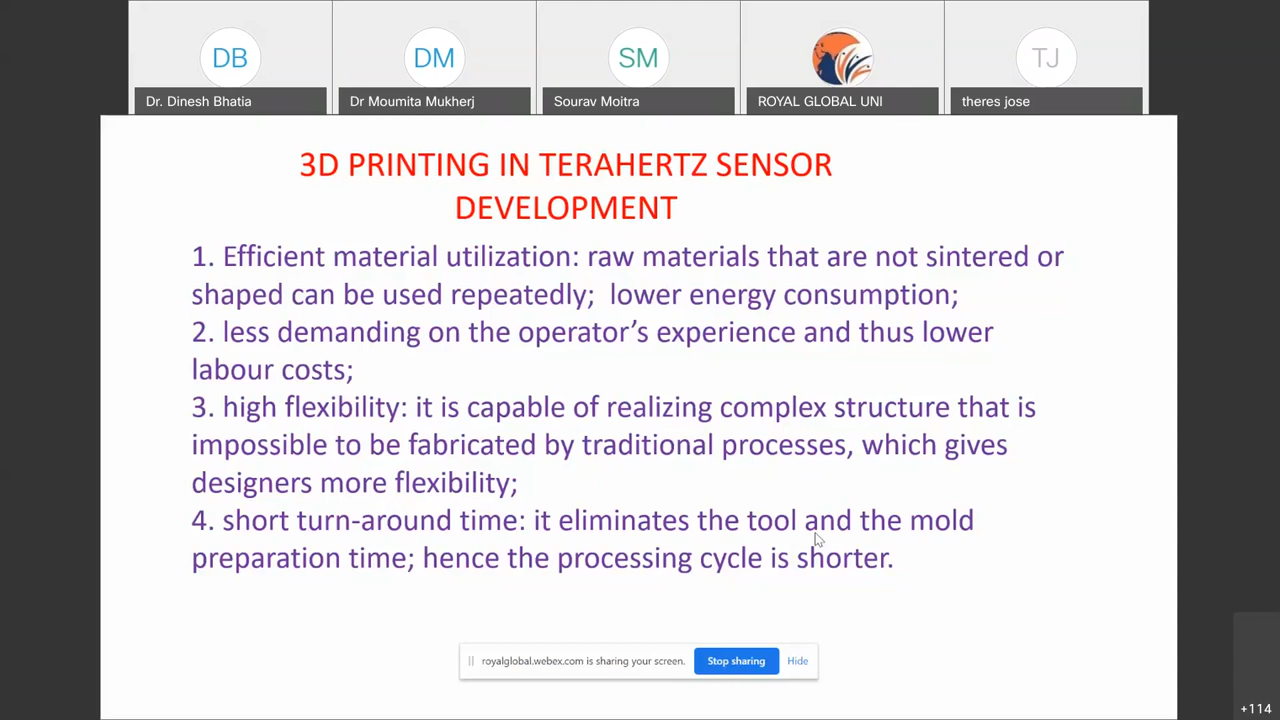 DB
DM
SM
TJ
Dr. Dinesh Bhatia
Dr Moumita Mukherj
Sourav Moitra
ROYAL GLOBAL UNI
theres jose
3D PRINTING IN TERAHERTZ SENSOR
DEVELOPMENT
1. Efficient material utilization: raw materials that are not sintered or
shaped can be used repeatedly;  lower energy consumption;
2. less demanding on the operator’s experience and thus lower
labour costs;
3. high flexibility: it is capable of realizing complex structure that is
impossible to be fabricated by traditional processes, which gives
designers more flexibility;
4. short turn-around time: it eliminates the tool and the mold
preparation time; hence the processing cycle is shorter.
royalglobal.webex.com is sharing your screen.
Stop sharing
Hide
+114